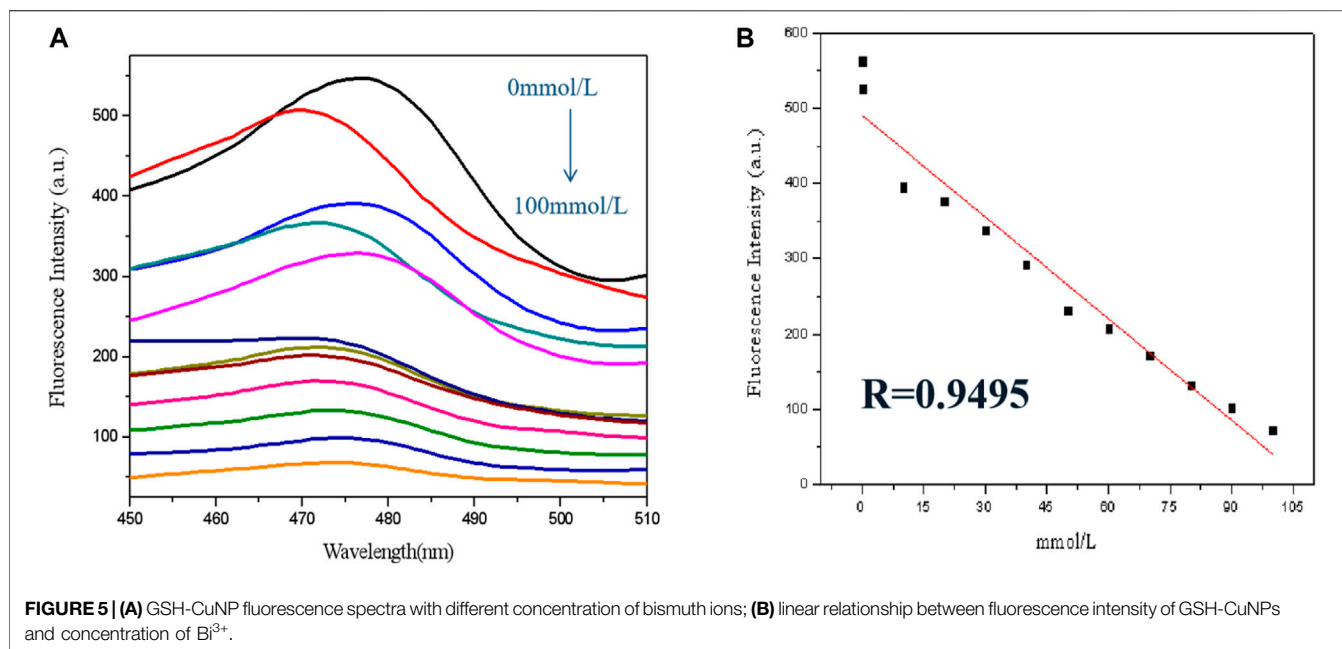 A
Fluorescence Intensity (a.u.)
500
400
300
200
100
0mmol/L
100mmol/L
450 460 470 480 490 500 510
Wavelength(nm)
B
Fluorescence Intensity (a.u.)
600
500
400
300
200
100
0
R=0.9495
0 15 30 45 60 75 90 105
mmol/L
FIGURE 5 | (A) GSH-CuNP fluorescence spectra with different concentration of bismuth ions; (B) linear relationship between fluorescence intensity of GSH-CuNPs
and concentration of Bi³⁺.